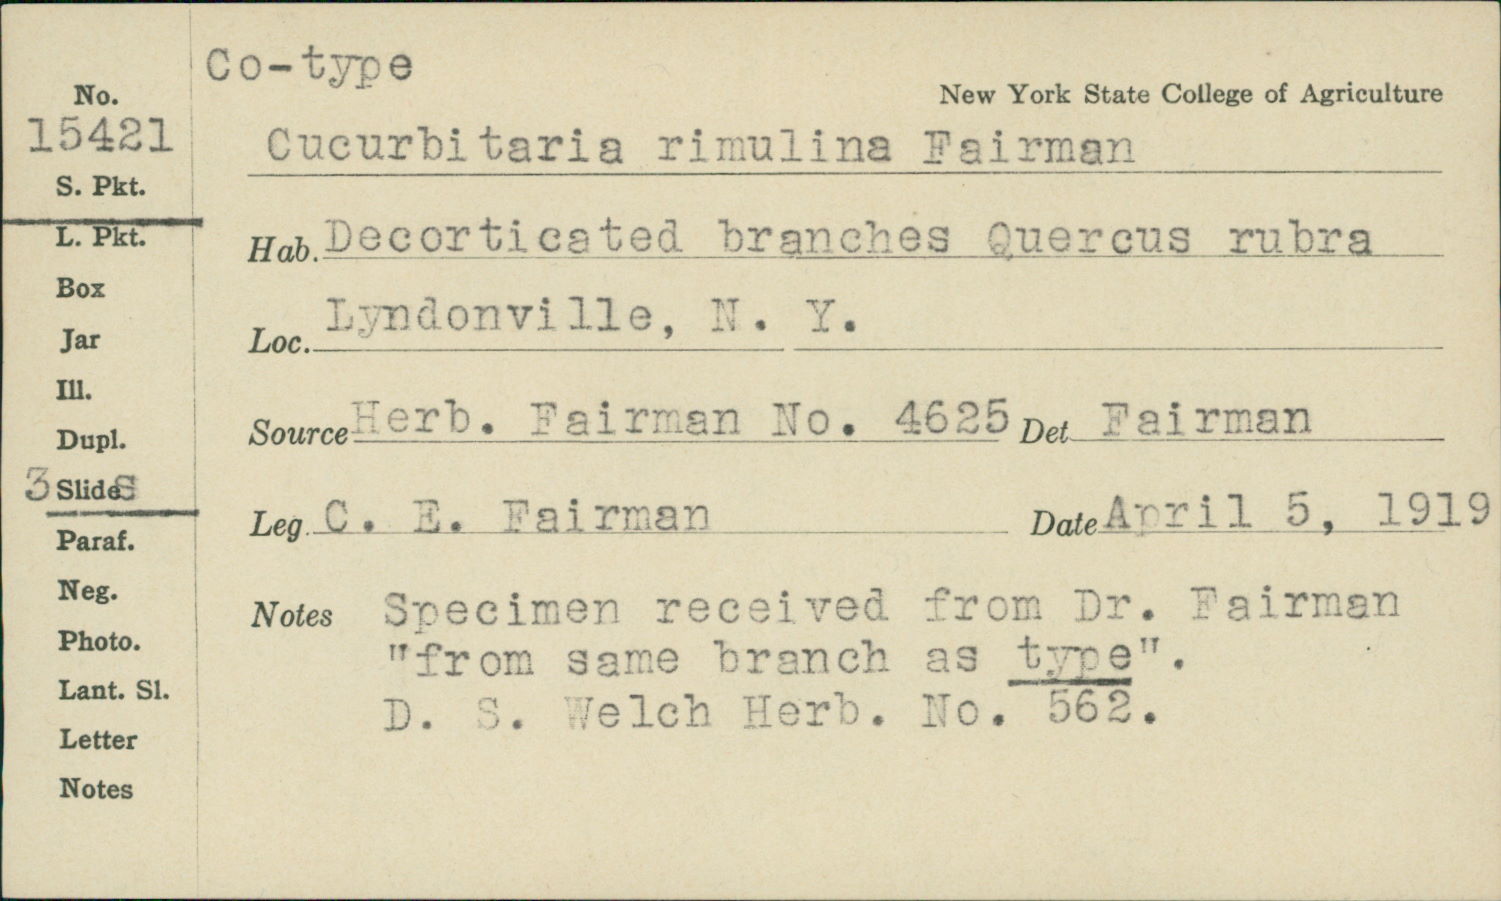 Co-type
New York State College of Agriculture
No.
15421
Cucurbitaria rimulina Fairman
S. Pkt.
L. Pkt.
Hab. Decorticated branches Quercus rubra
Box
Loc. Lyndonville, N. Y.
Jar
Ill.
Source Herb. Fairman No. 4625 Det Fairman
Dupl.
3 Slides
Leg. C. E. Fairman Date April 5, 1919
Paraf.
Neg.
Notes Specimen received from Dr. Fairman
Photo.
"from same branch as type".
Lant. Sl.
D. S. Welch Herb. No. 562.
Letter
Notes